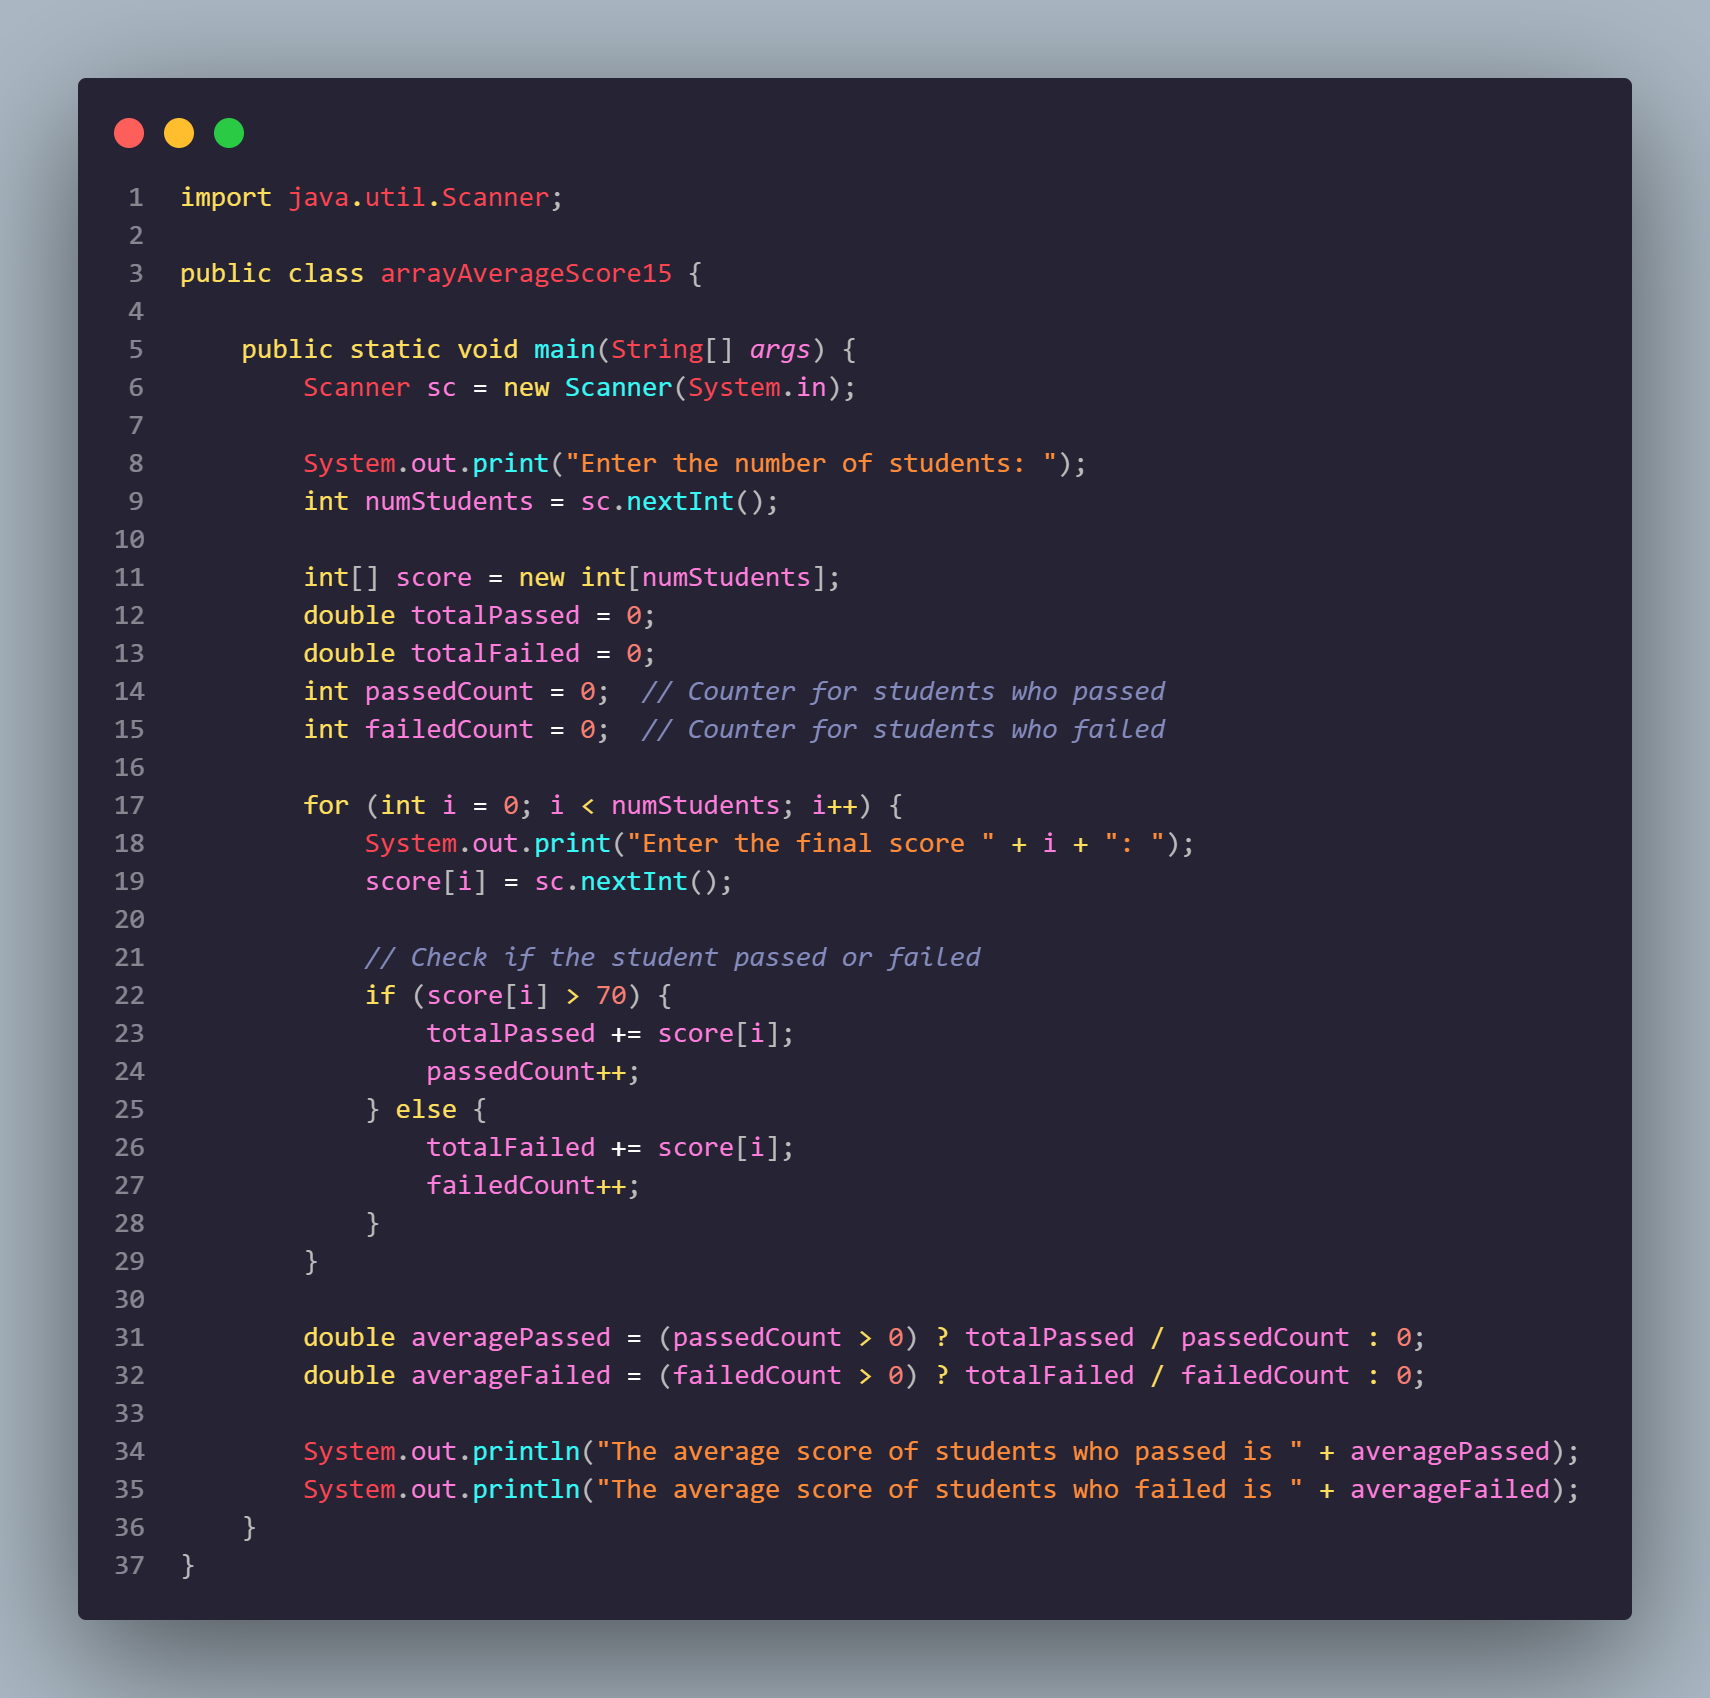 1 import java.util.Scanner;
2
3 public class arrayAverageScore15 {
4
5     public static void main(String[] args) {
6         Scanner sc = new Scanner(System.in);
7
8         System.out.print("Enter the number of students: ");
9         int numStudents = sc.nextInt();
10
11         int[] score = new int[numStudents];
12         double totalPassed = 0;
13         double totalFailed = 0;
14         int passedCount = 0;  // Counter for students who passed
15         int failedCount = 0;  // Counter for students who failed
16
17         for (int i = 0; i < numStudents; i++) {
18             System.out.print("Enter the final score " + i + ": ");
19             score[i] = sc.nextInt();
20
21             // Check if the student passed or failed
22             if (score[i] > 70) {
23                 totalPassed += score[i];
24                 passedCount++;
25             } else {
26                 totalFailed += score[i];
27                 failedCount++;
28             }
29         }
30
31         double averagePassed = (passedCount > 0) ? totalPassed / passedCount : 0;
32         double averageFailed = (failedCount > 0) ? totalFailed / failedCount : 0;
33
34         System.out.println("The average score of students who passed is " + averagePassed);
35         System.out.println("The average score of students who failed is " + averageFailed);
36     }
37 }